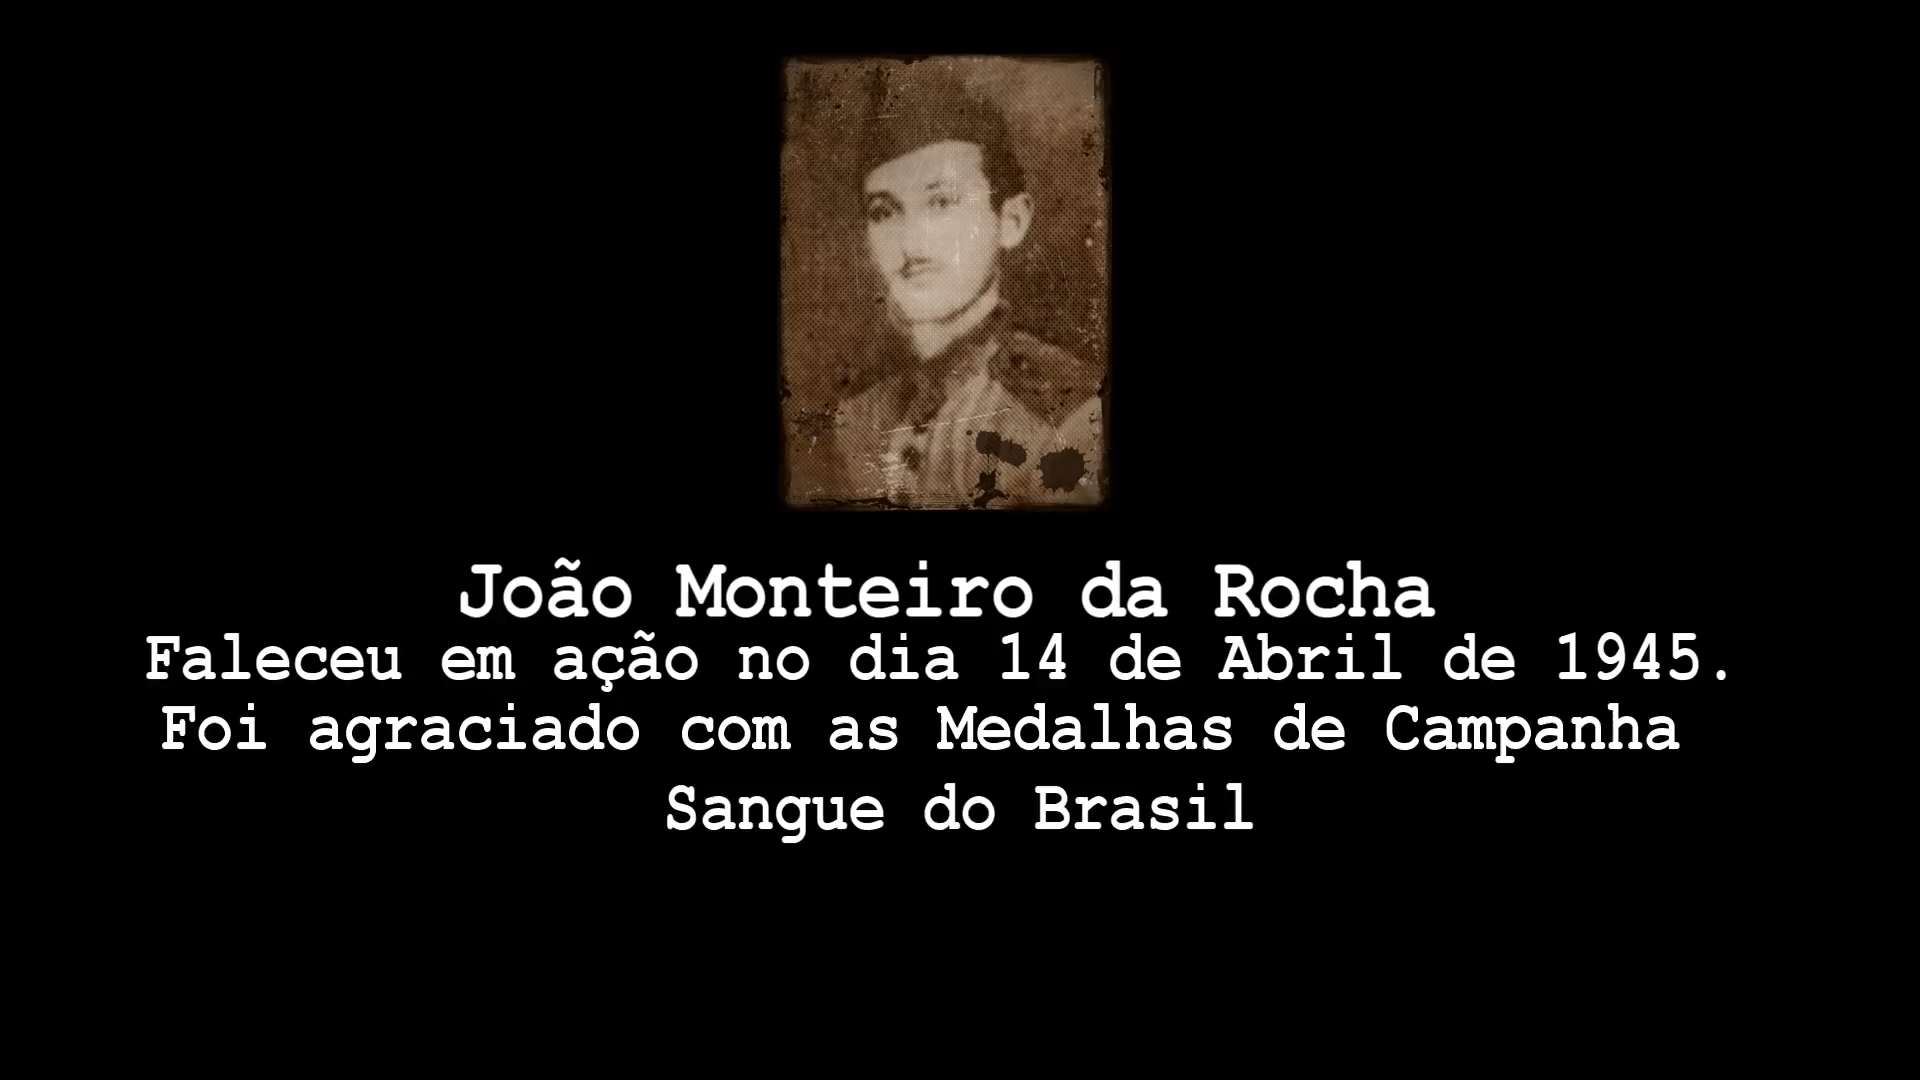 João Monteiro da Rocha
Faleceu em ação no dia 14 de Abril de 1945.
Foi agraciado com as Medalhas de Campanha
Sangue do Brasil